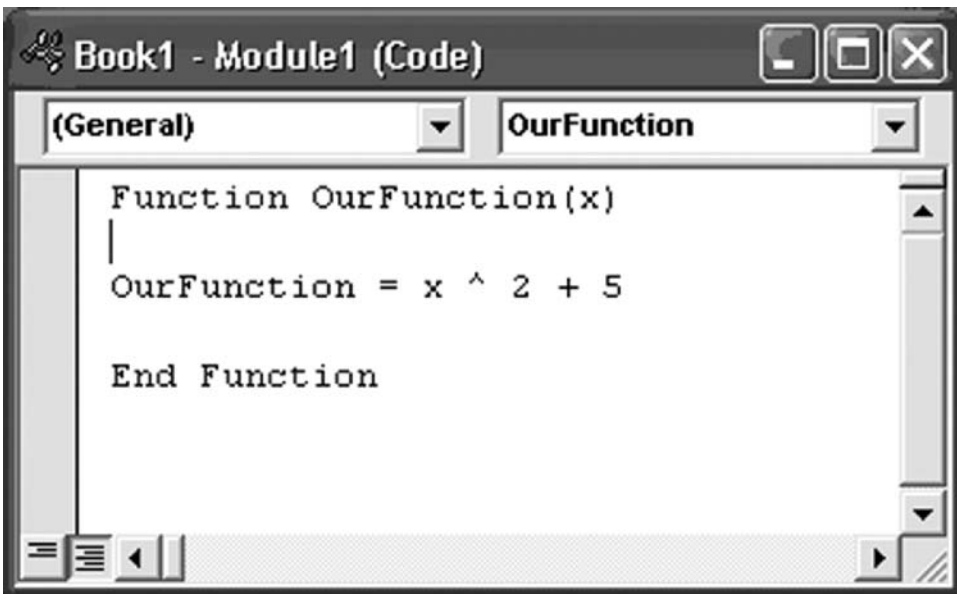 Book1 - Module1 (Code)
(General) OurFunction
Function OurFunction(x)
OurFunction = x ^ 2 + 5
End Function